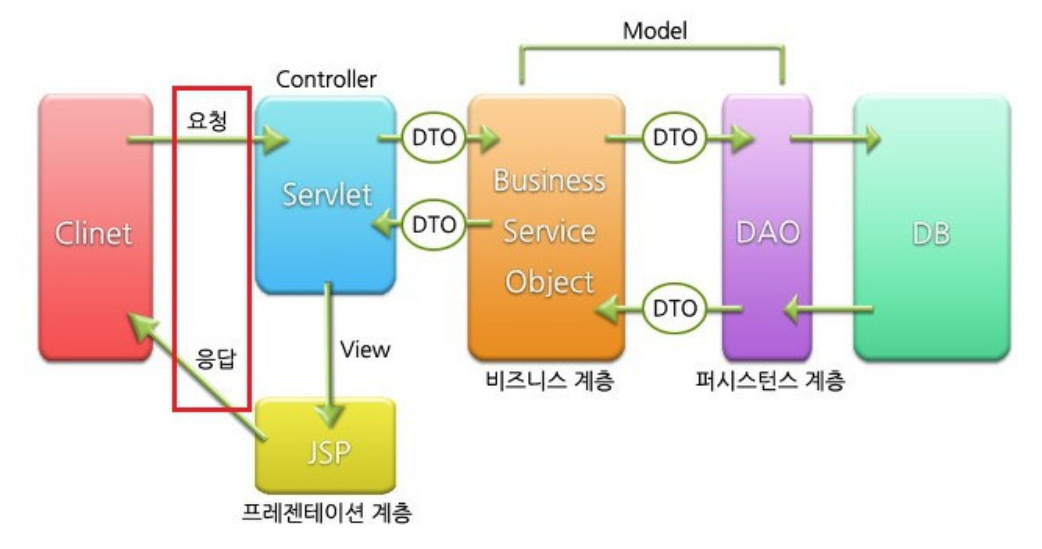 Model
Controller
요청
DTO
DTO
Clinet
Servlet
DTO
Business
Service
Object
DAO
DB
DTO
응답
View
비즈니스 계층
퍼시스턴스 계층
JSP
프레젠테이션 계층